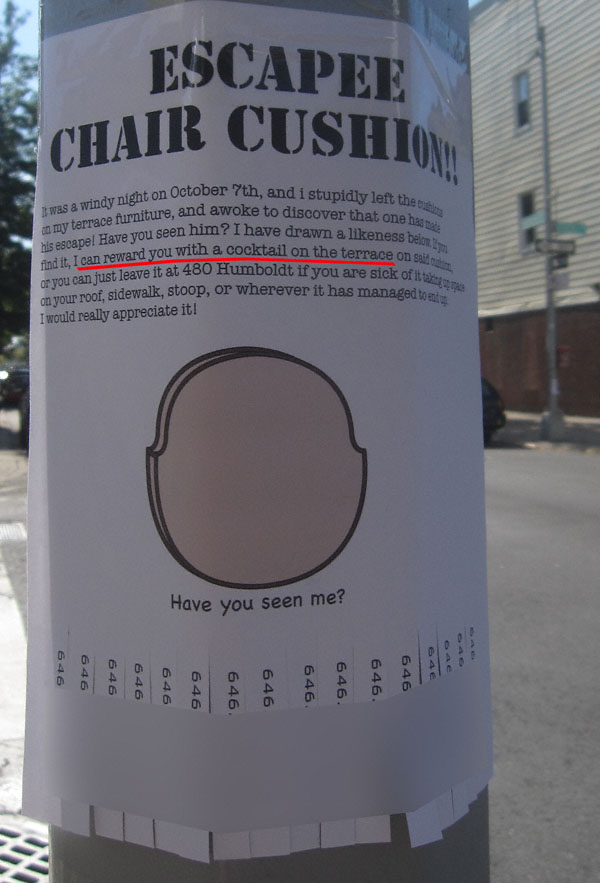 ESCAPEE
CHAIR CUSHION!!
It was a windy night on October 7th, and i stupidly left the cushions
on my terrace furniture, and awoke to discover that one has made
his escape! Have you seen him? I have drawn a likeness below. If you
find it, I can reward you with a cocktail on the terrace on said cushion,
or you can just leave it at 480 Humboldt if you are sick of it taking up space
on your roof, sidewalk, stoop, or wherever it has managed to end up.
I would really appreciate it!
Have you seen me?
646
646
646
646
646
646
646.
646
646.
646.
646.
646
646
646
646
646